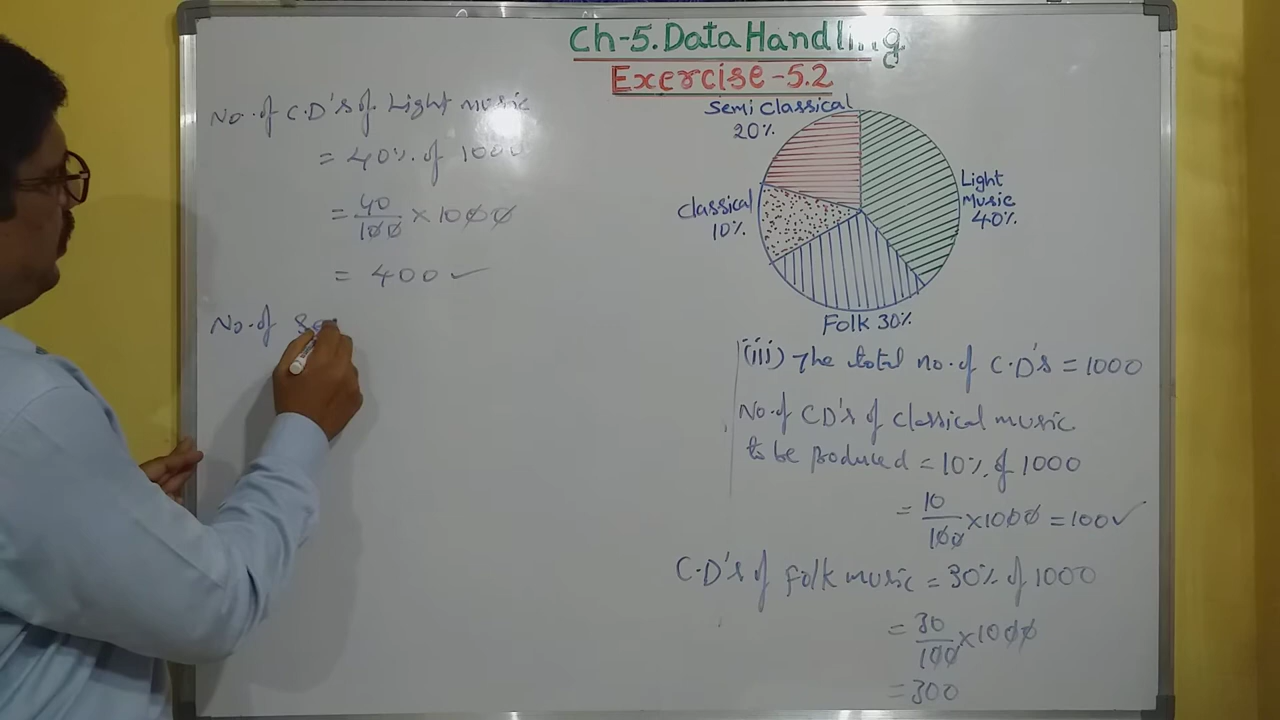 Ch-5.Data Handling
Exercise-5.2
Semi Classical
20%
Light
Music
40%
Classical
10%
Folk 30%
(iii) The total no.of C.D's = 1000
No.of CD's of classical music
to be produced = 10% of 1000
= 10/100 × 1000 = 100 ✓
C.D's of Folk music = 30% of 1000
= 30/100 × 1000
= 300
No.of C.D's of Light music
= 40% of 1000
= 40/100 × 1000
= 400 ✓
No.of Se